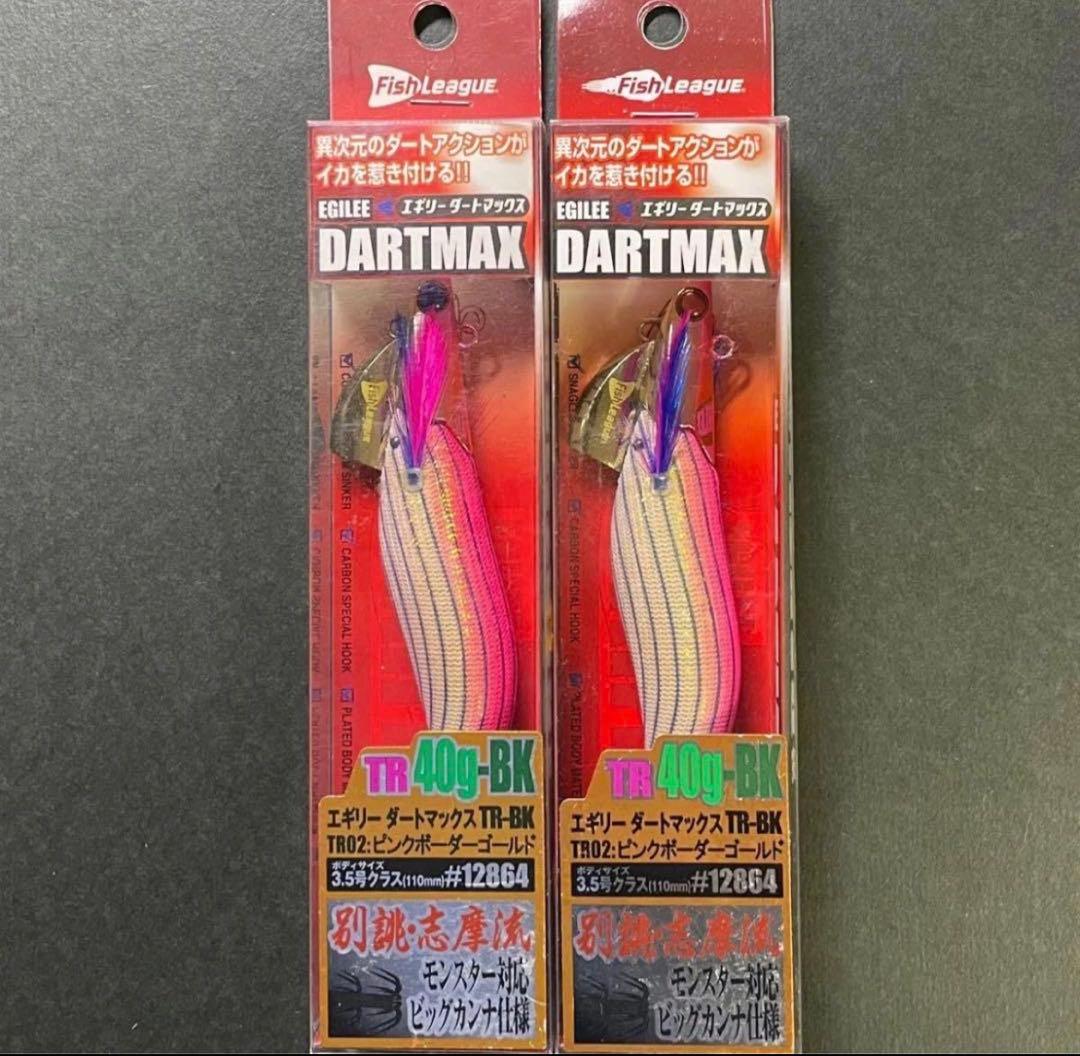 FishLeague
異次元のダートアクションが
イカを惹き付ける!!
EGILEE エギリーダートマックス
DARTMAX
FishLeague
SINKER
CARBON SPECIAL HOOK
PLATED BODY
TR 40g-BK
エギリー ダートマックス TR-BK
TR02:ピンクボーダーゴールド
ボディサイズ
3.5号クラス(110mm) #12864
別誂・志摩流
モンスター対応
ビッグカンナ仕様
FishLeague
異次元のダートアクションが
イカを惹き付ける!!
EGILEE エギリーダートマックス
DARTMAX
FishLeague
CARBON SPECIAL HOOK
PLATED BODY MATE
TR 40g-BK
エギリー ダートマックス TR-BK
TR02:ピンクボーダーゴールド
ボディサイズ
3.5号クラス(110mm) #12864
別誂・志摩流
モンスター対応
ビッグカンナ仕様